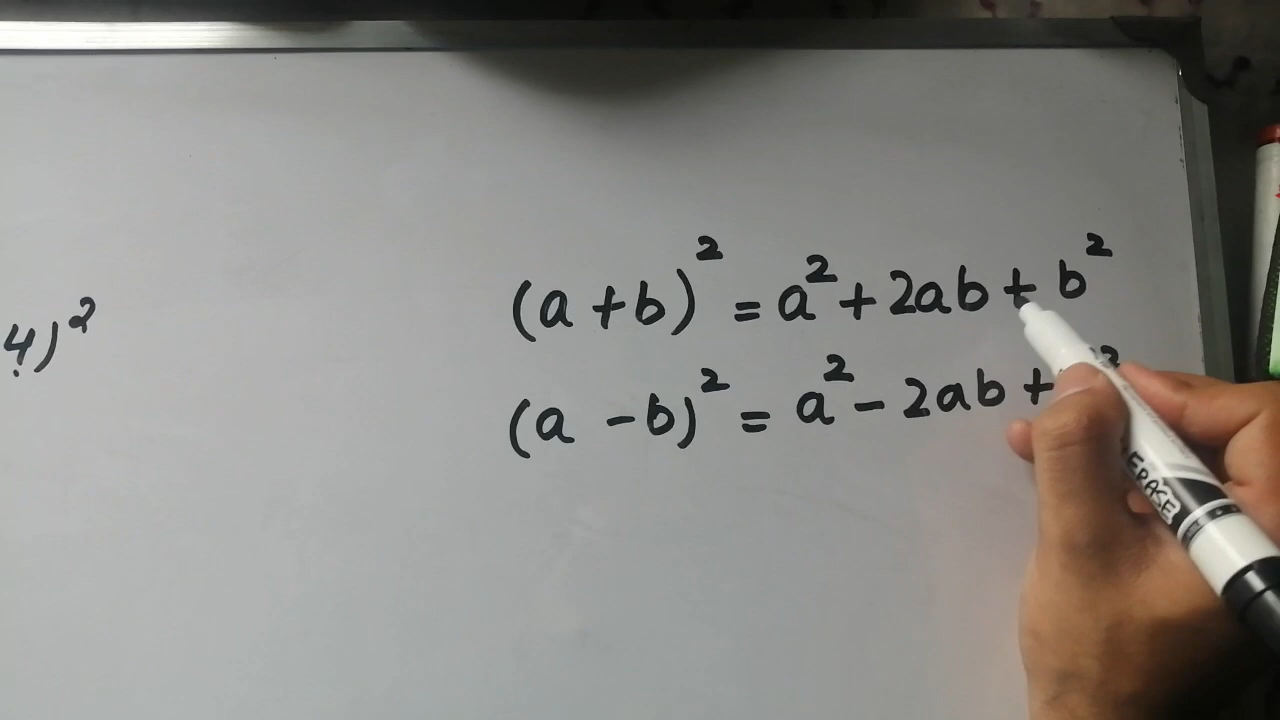 4)²
(a + b)² = a² + 2ab + b²
(a - b)² = a² - 2ab +
ERASE